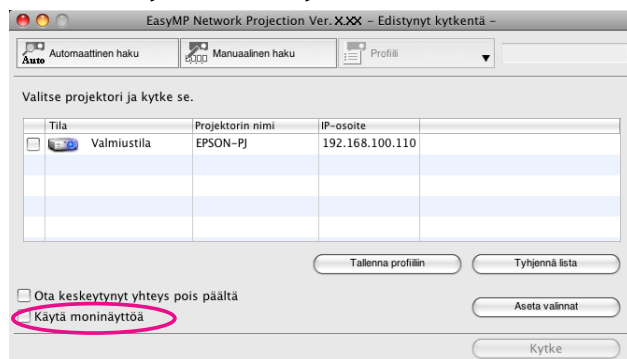 EasyMP Network Projection Ver. X.XX – Edistynyt kytkentä –
Auto Automaattinen haku Manuaalinen haku Profiili
Valitse projektori ja kytke se.
Tila Projektorin nimi IP-osoite
Valmiustila EPSON-PJ 192.168.100.110
Tallenna profiiliin Tyhjennä lista
Ota keskeytynyt yhteys pois päältä
Käytä moninäyttöä
Aseta valinnat
Kytke